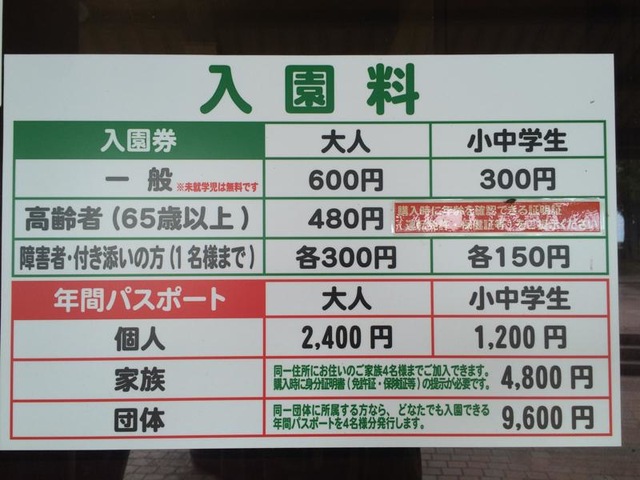 入園料
入園券 大人 小中学生
一般 ※未就学児は無料です 600円 300円
高齢者(65歳以上) 480円 購入時に年齢を確認できる証明証
をご提示ください
障害者・付き添いの方(1名様まで) 各300円 各150円
年間パスポート 大人 小中学生
個人 2,400円 1,200円
家族 同一住所にお住いのご家族4名様までご加入できます。
購入時に身分証明書(免許証・保険証等)の提示が必要です。 4,800円
団体 同一団体に所属する方なら、どなたでも入園できる
年間パスポートを4名様分発行します。 9,600円